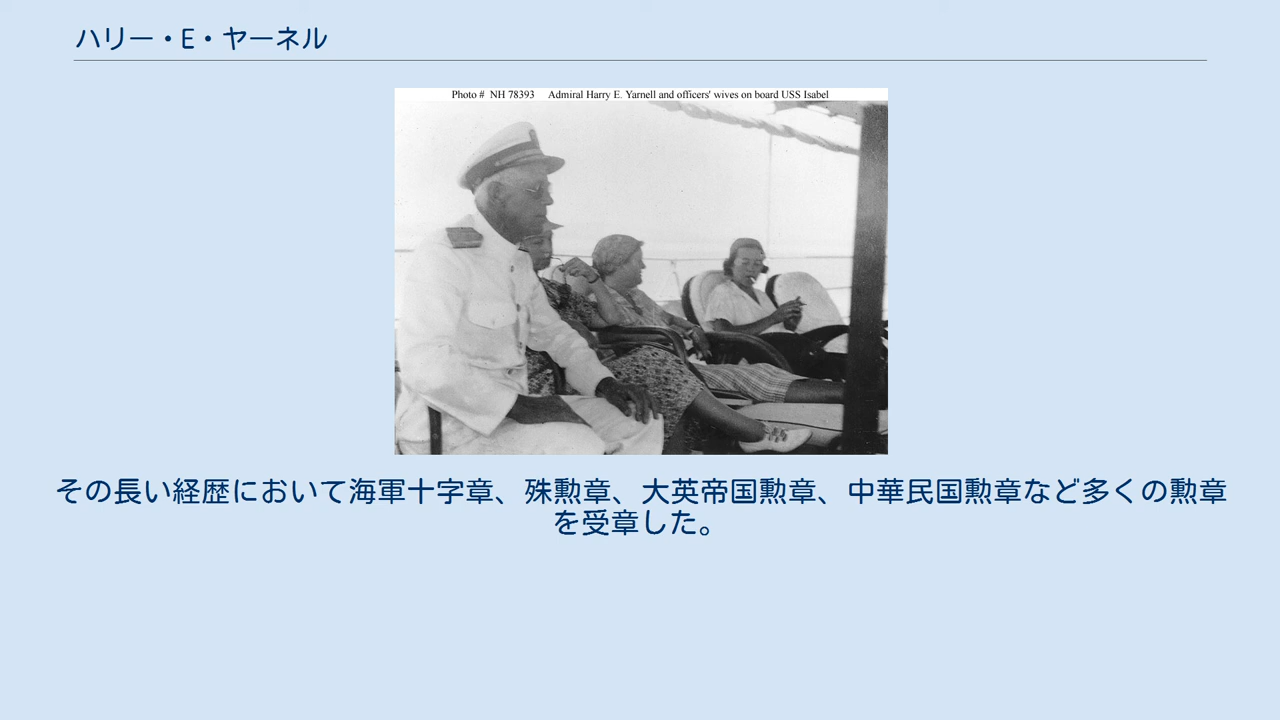 ハリー・E・ヤーネル
Photo # NH 78393 Admiral Harry E. Yarnell and officers' wives on board USS Isabel
その長い経歴において海軍十字章、殊勲章、大英帝国勲章、中華民国勲章など多くの勲章
を受章した。